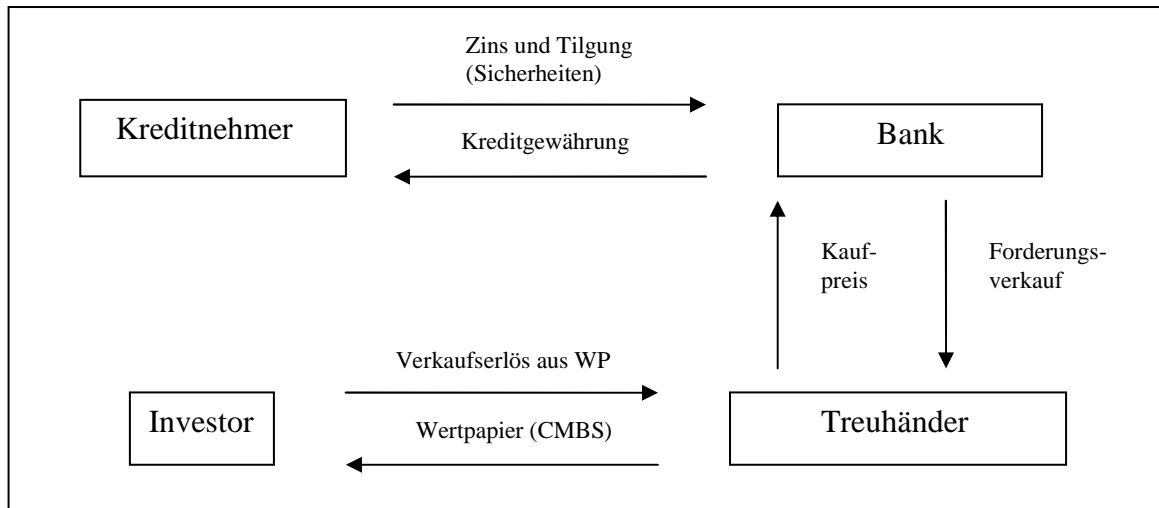 Zins und Tilgung
(Sicherheiten)
Kreditnehmer
Bank
Kreditgewährung
Kauf-
preis
Forderungs-
verkauf
Verkaufserlös aus WP
Investor
Treuhänder
Wertpapier (CMBS)